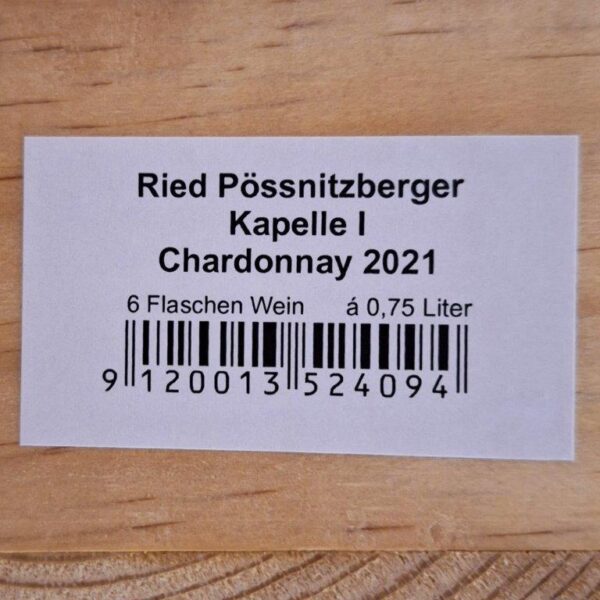 Ried Pössnitzberger
Kapelle I
Chardonnay 2021
6 Flaschen Wein á 0,75 Liter
9 120013 524094